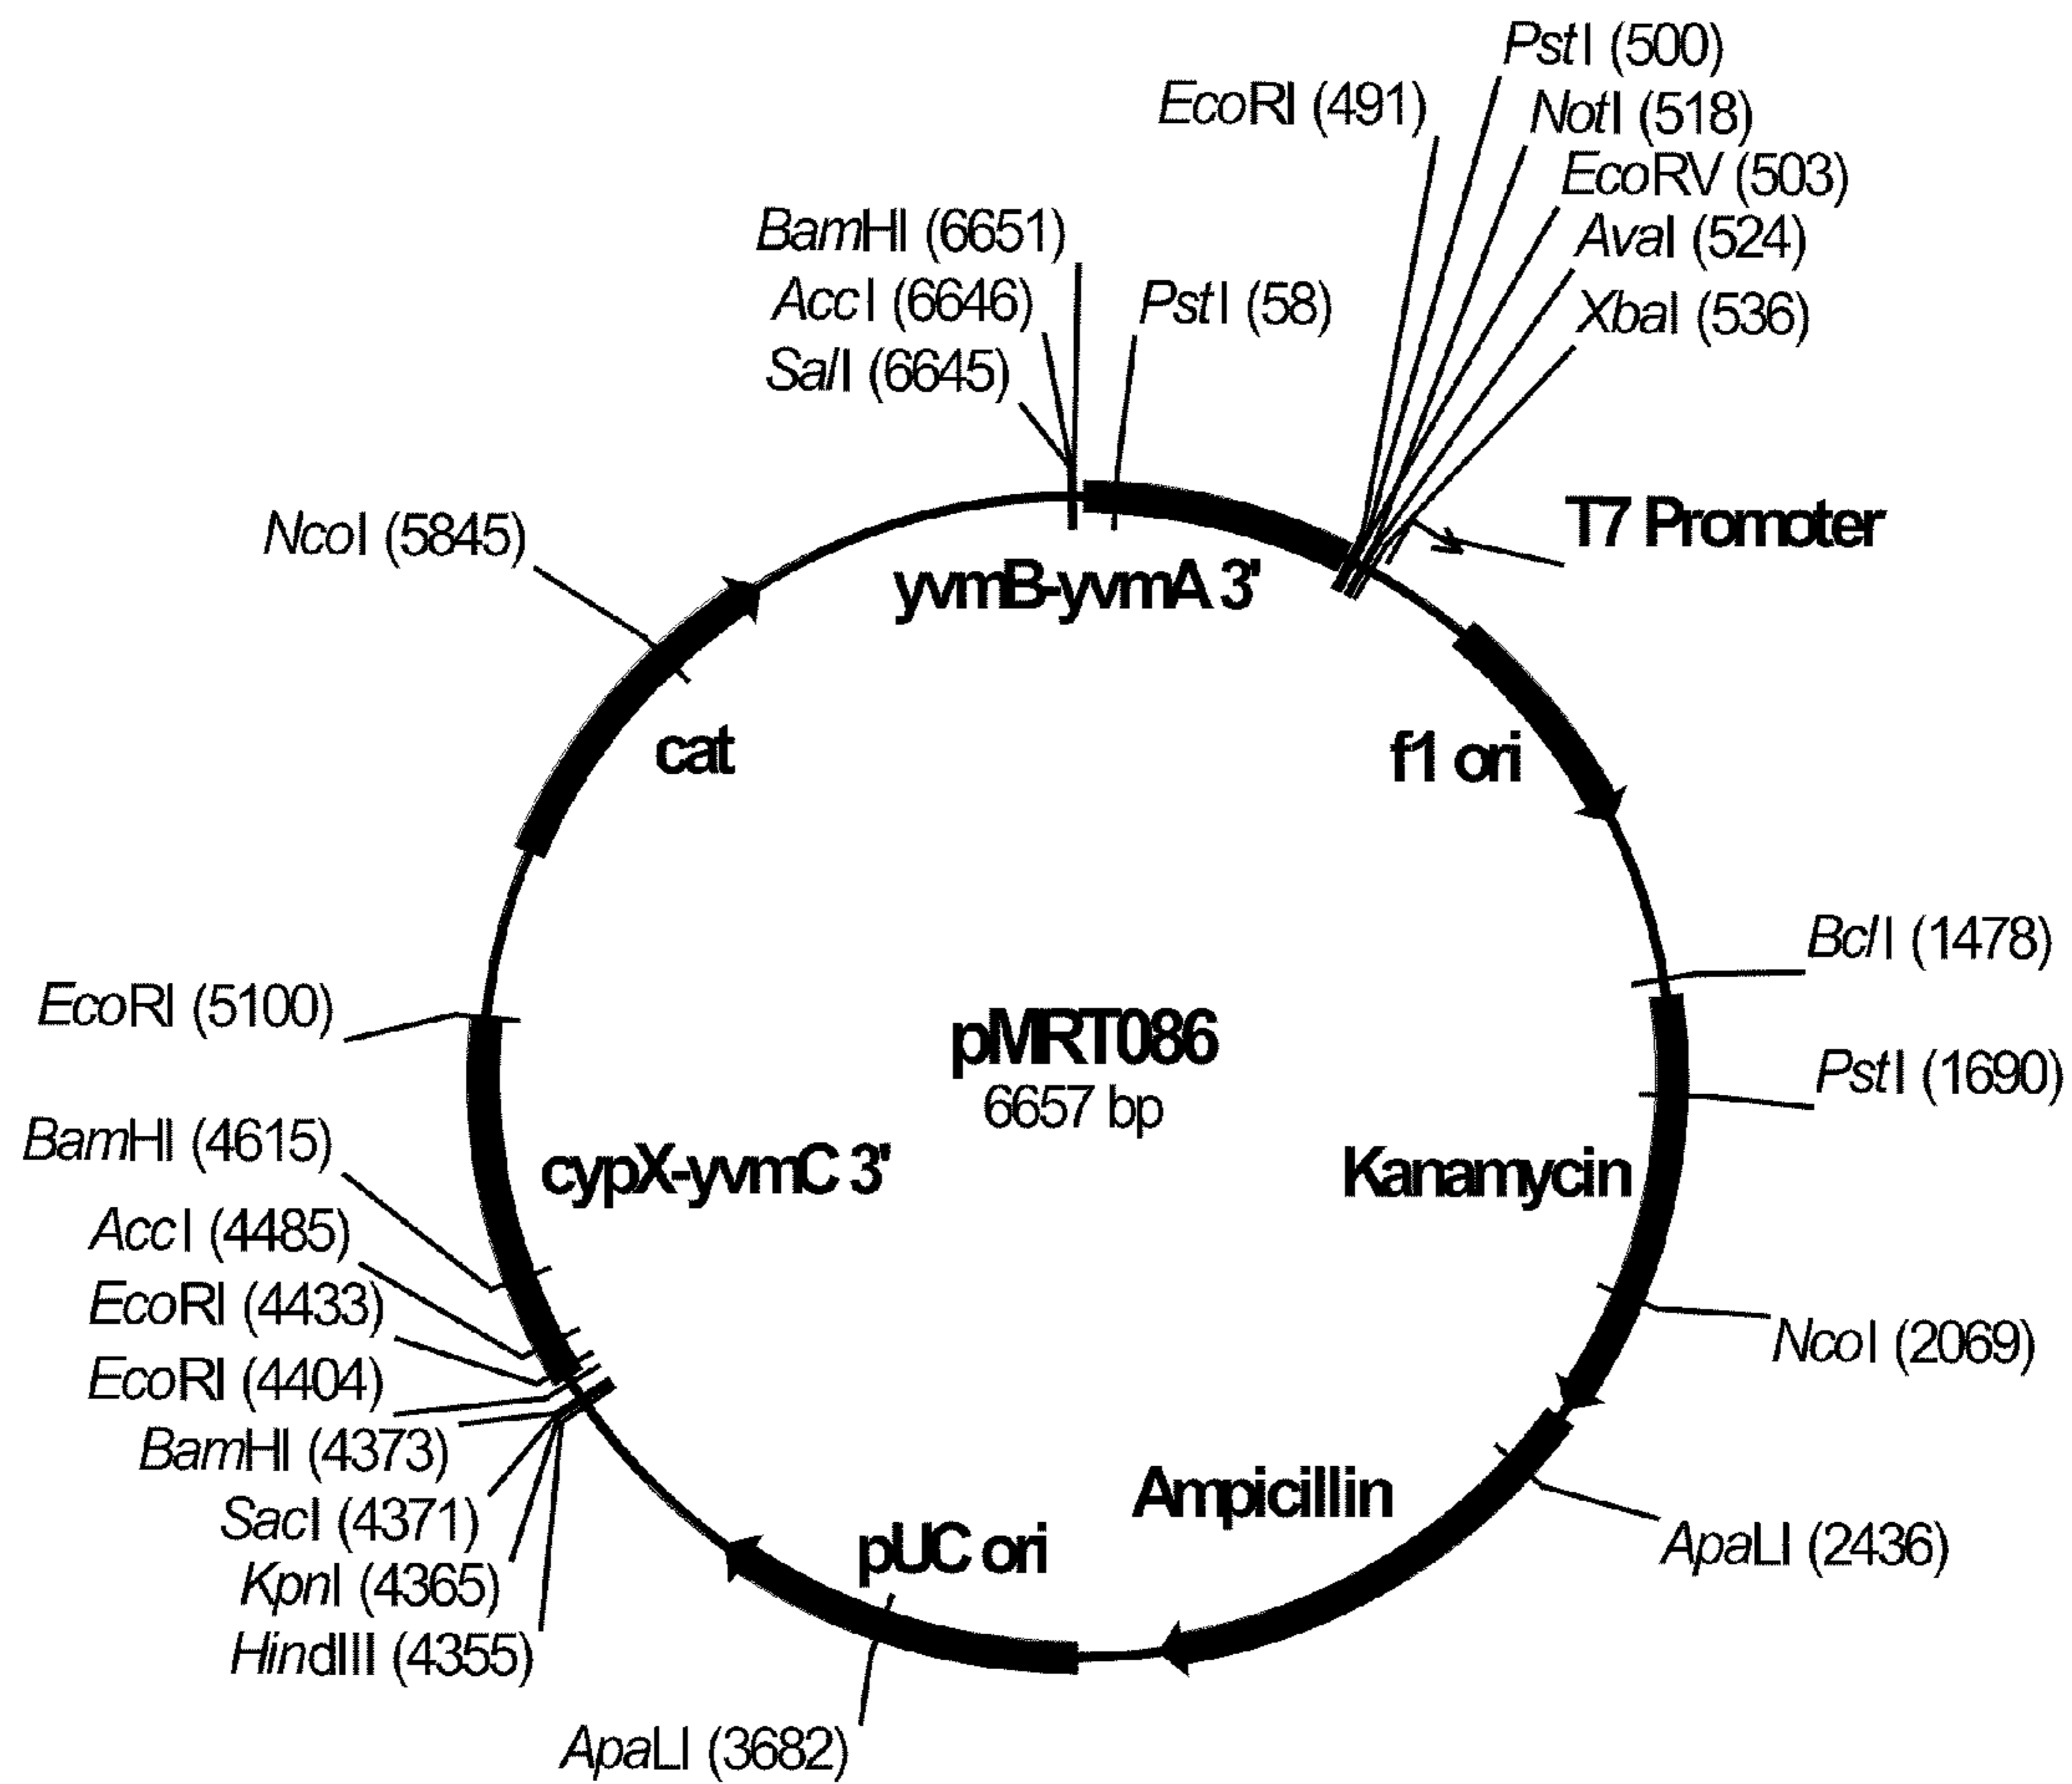 PstI (500)
EcoRI (491)
NotI (518)
EcoRV (503)
BamHI (6651)
AvaI (524)
AccI (6646)
PstI (58)
XbaI (536)
SalI (6645)
NcoI (5845)
T7 Promoter
yvmB-yvmA 3'
cat
f1 ori
BclI (1478)
EcoRI (5100)
pMRT086
6657 bp
PstI (1690)
BamHI (4615)
cypX-yvmC 3'
Kanamycin
AccI (4485)
EcoRI (4433)
NcoI (2069)
EcoRI (4404)
BamHI (4373)
Ampicillin
SacI (4371)
pUC ori
ApaLI (2436)
KpnI (4365)
HindIII (4355)
ApaLI (3682)